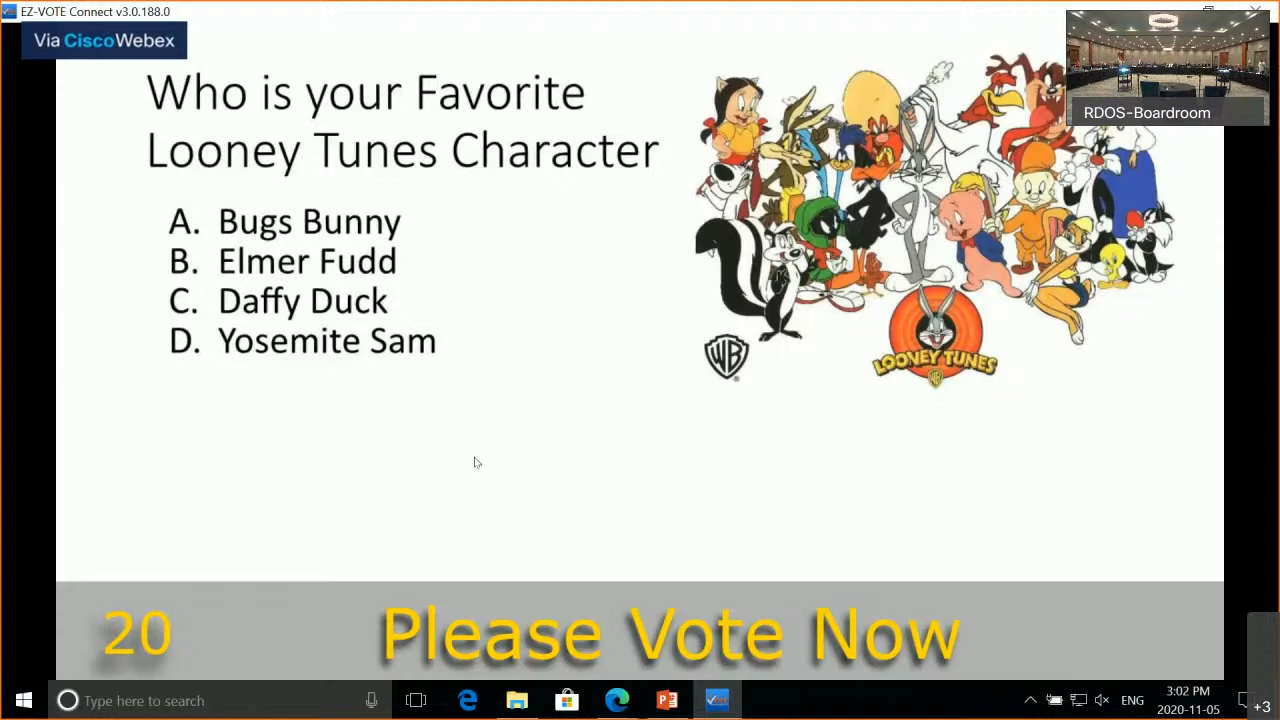 EZ-VOTE Connect v3.0.188.0
Via CiscoWebex
RDOS-Boardroom
Who is your Favorite
Looney Tunes Character
A. Bugs Bunny
B. Elmer Fudd
C. Daffy Duck
D. Yosemite Sam
WB
LOONEY TUNES
WB
20
Please Vote Now
Type here to search
ENG
3:02 PM
2020-11-05
+3